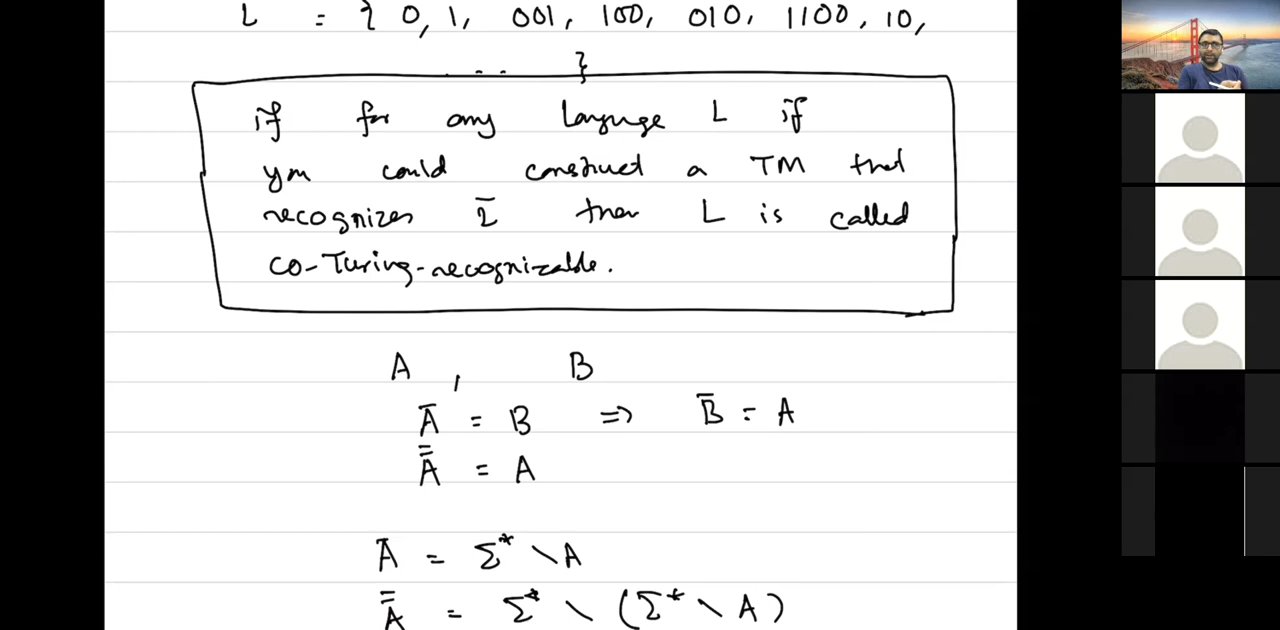 L = { 0, 1, 001, 100, 010, 1100, 10,
... }
if for any language L if
you could construct a TM that
recognizes L̅ then L is called
co-Turing-recognizable.
A , B
A̅ = B ⇒ B̅ = A
A̿ = A
A̅ = Σ* \ A
A̿ = Σ* \ (Σ* \ A)